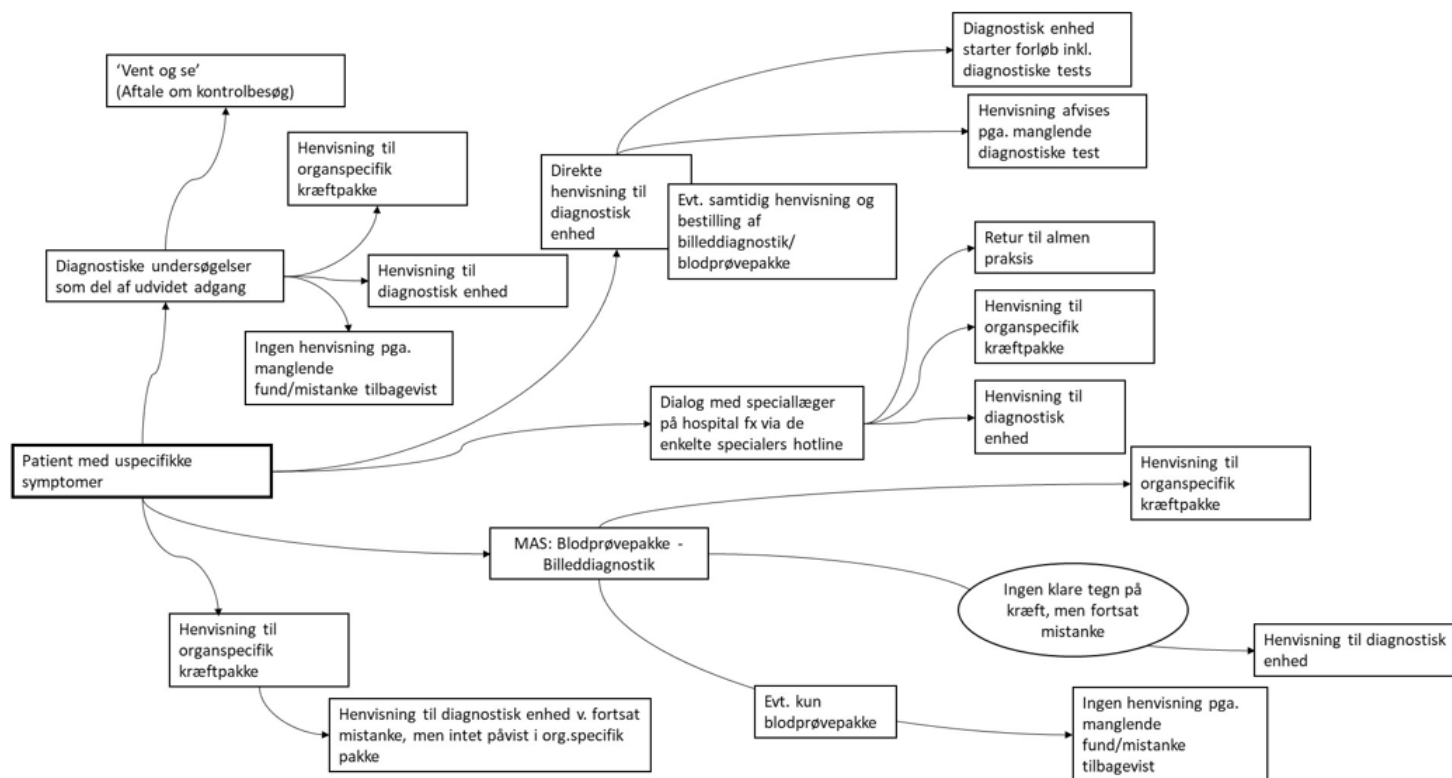 'Vent og se'
(Aftale om kontrolbesøg)
Henvisning til
organspecifik
kræftpakke
Diagnostiske undersøgelser
som del af udvidet adgang
Henvisning til
diagnostisk enhed
Ingen henvisning pga.
manglende
fund/mistanke tilbagevist
Patient med uspecifikke
symptomer
Henvisning til
organspecifik
kræftpakke
Henvisning til diagnostisk enhed v. fortsat
mistanke, men intet påvist i org.specifik
pakke
Diagnostisk enhed
starter forløb inkl.
diagnostiske tests
Henvisning afvises
pga. manglende
diagnostiske test
Direkte
henvisning til
diagnostisk
enhed
Evt. samtidig henvisning og
bestilling af
billeddiagnostik/
blodprøvepakke
Retur til almen
praksis
Henvisning til
organspecifik
kræftpakke
Henvisning til
diagnostisk
enhed
Dialog med speciallæger
på hospital fx via de
enkelte specialers hotline
Henvisning til
organspecifik
kræftpakke
MAS: Blodprøvepakke -
Billeddiagnostik
Ingen klare tegn på
kræft, men fortsat
mistanke
Henvisning til diagnostisk
enhed
Evt. kun
blodprøvepakke
Ingen henvisning pga.
manglende
fund/mistanke
tilbagevist